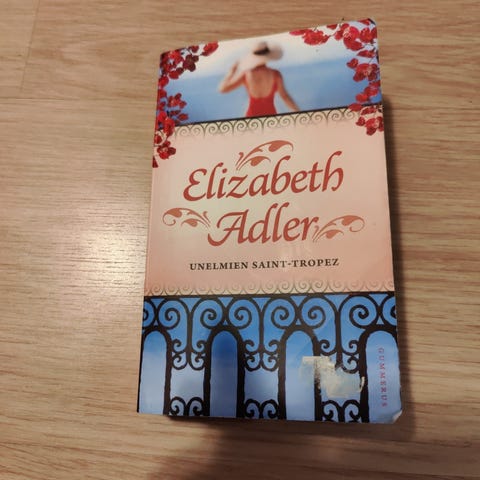 Elizabeth
Adler
UNELMIEN SAINT-TROPEZ
GUMMERUS